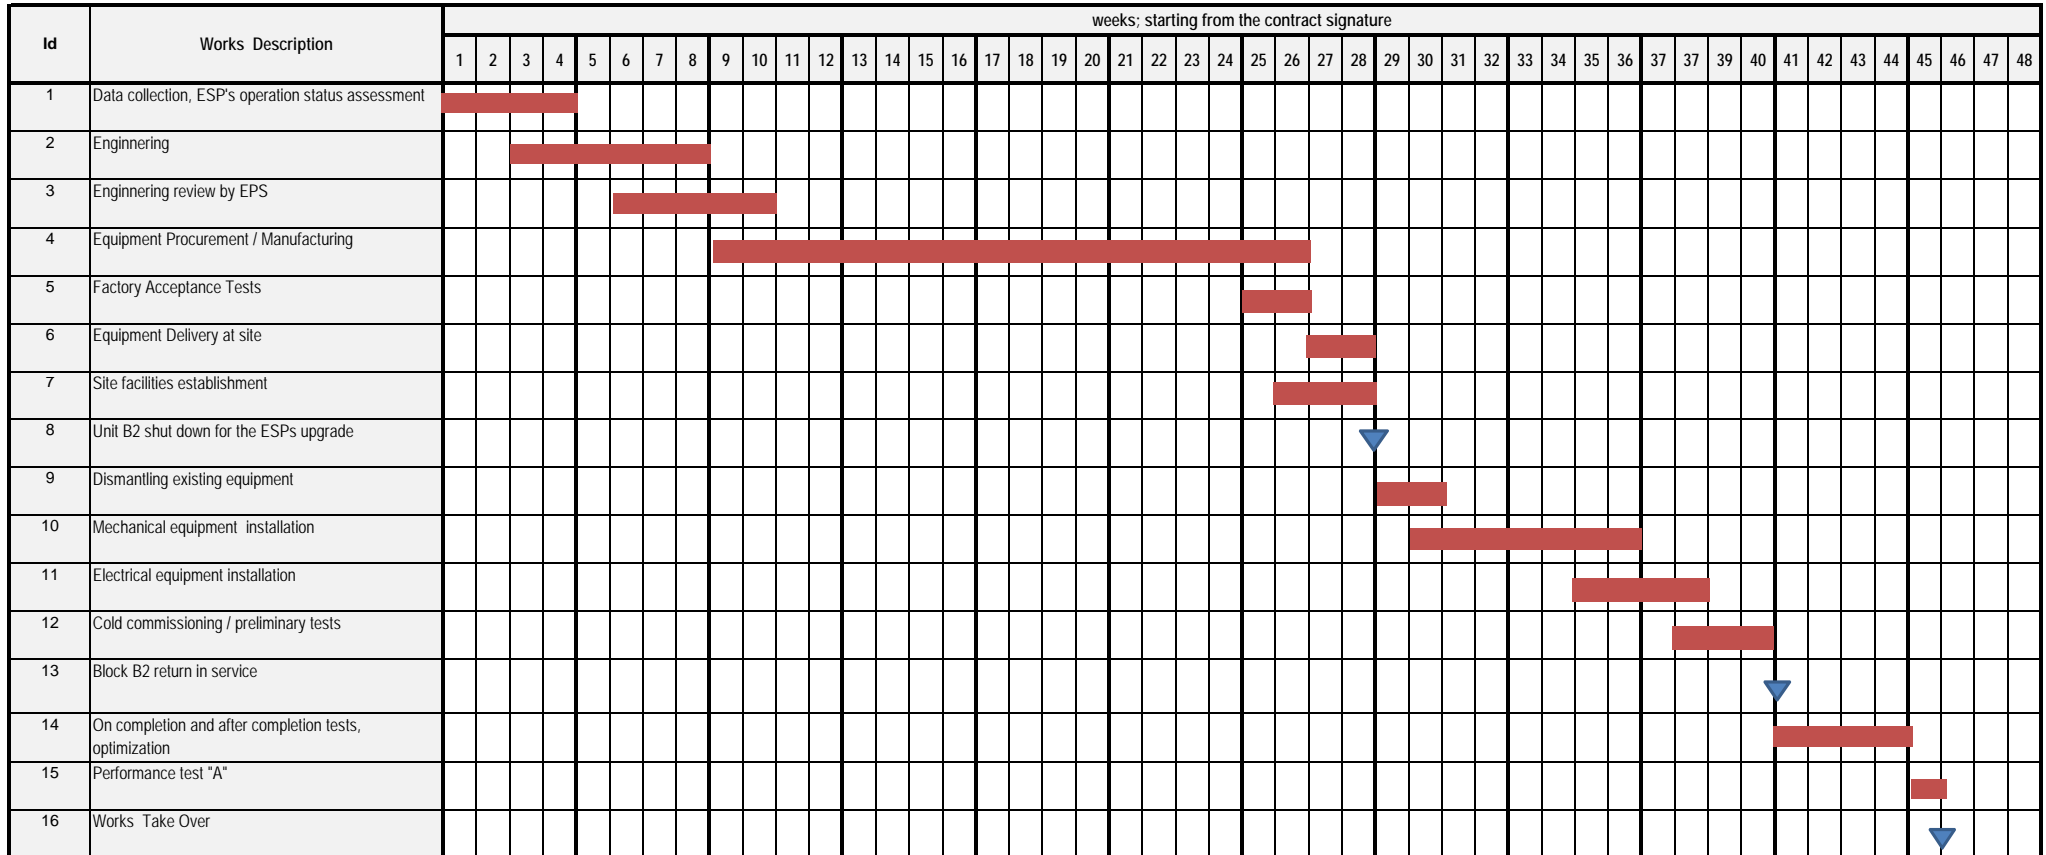 weeks; starting from the contract signature
Id Works Description
1 2 3 4 5 6 7 8 9 10 11 12 13 14 15 16 17 18 19 20 21 22 23 24 25 26 27 28 29 30 31 32 33 34 35 36 37 37 39 40 41 42 43 44 45 46 47 48
1 Data collection, ESP's operation status assessment
2 Enginnering
3 Enginnering review by EPS
4 Equipment Procurement / Manufacturing
5 Factory Acceptance Tests
6 Equipment Delivery at site
7 Site facilities establishment
8 Unit B2 shut down for the ESPs upgrade
9 Dismantling existing equipment
10 Mechanical equipment installation
11 Electrical equipment installation
12 Cold commissioning / preliminary tests
13 Block B2 return in service
14 On completion and after completion tests,
optimization
15 Performance test "A"
16 Works Take Over